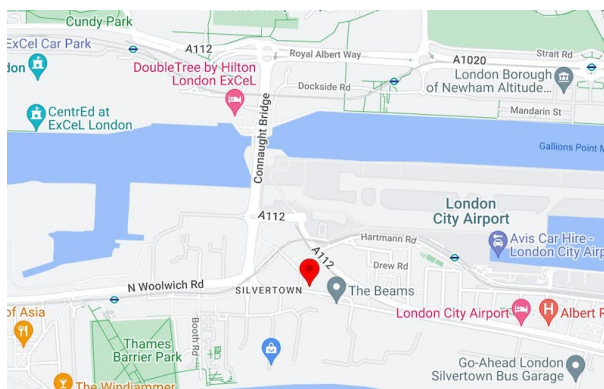 Cundy Park
ExCel Car Park
A112
Royal Albert Way
A1020
Strait Rd
don
DoubleTree by Hilton
London ExCeL
Dockside Rd
London Borough
of Newham Altitude...
CentrEd at
ExCeL London
Mandarin St
Connaught Bridge
Gallions Point M
A112
London
City Airport
Hartmann Rd
A112
Avis Car Hire -
London City Airp
Drew Rd
N Woolwich Rd
SILVERTOWN
The Beams
London City Airport
Albert R
of Asia
Thames
Barrier Park
Booth Rd
Go-Ahead London
Silvertown Bus Garage
The Windjammer